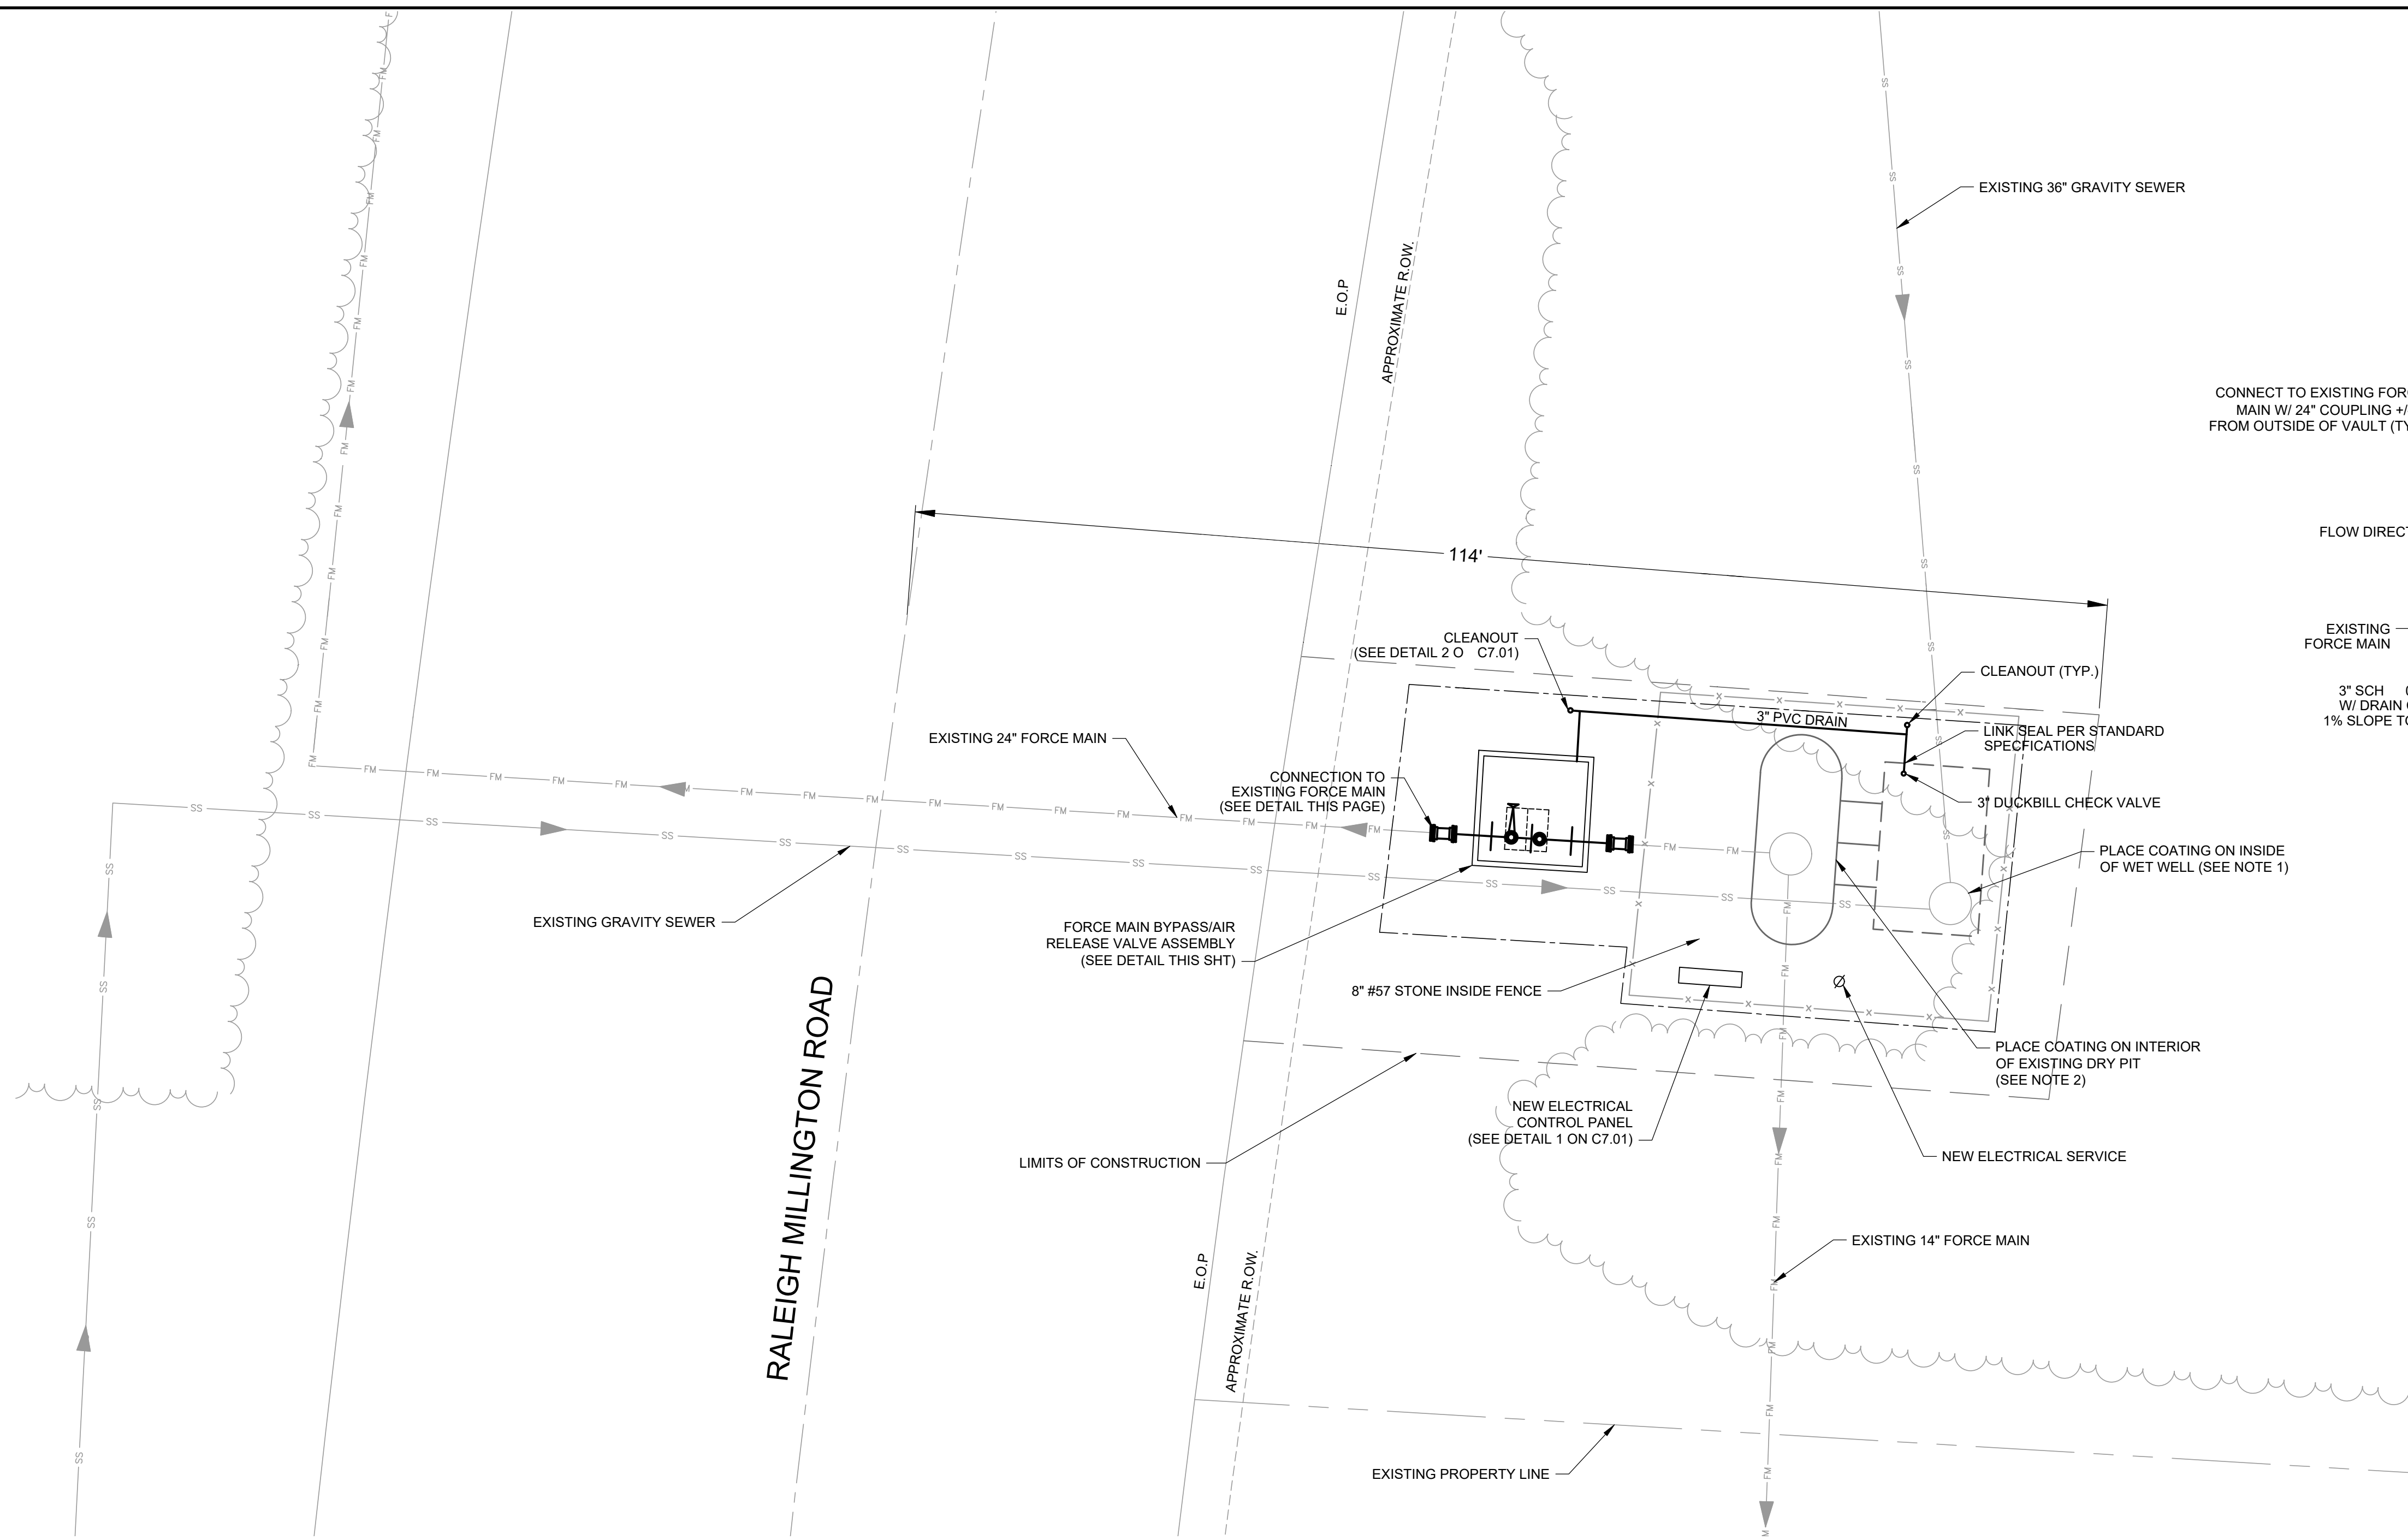 EXISTING 36" GRAVITY SEWER
E.O.P
APPROXIMATE R.OW.
CONNECT TO EXISTING
MAIN W/ 24" COUPLING +/
FROM OUTSIDE OF VAULT
114'
FLOW
CLEANOUT
(SEE DETAIL 2 O C7.01)
EXISTING
FORCE MAIN
CLEANOUT (TYP.)
3" SCH
W/ DRAIN
1% SLOPE
3" PVC DRAIN
LINK SEAL PER STANDARD
SPECFICATIONS
EXISTING 24" FORCE MAIN
CONNECTION TO
EXISTING FORCE MAIN
(SEE DETAIL THIS PAGE)
3" DUCKBILL CHECK VALVE
PLACE COATING ON INSIDE
OF WET WELL (SEE NOTE 1)
EXISTING GRAVITY SEWER
FORCE MAIN BYPASS/AIR
RELEASE VALVE ASSEMBLY
(SEE DETAIL THIS SHT)
8" #57 STONE INSIDE FENCE
RALEIGH MILLINGTON ROAD
PLACE COATING ON INTERIOR
OF EXISTING DRY PIT
(SEE NOTE 2)
NEW ELECTRICAL
CONTROL PANEL
(SEE DETAIL 1 ON C7.01)
LIMITS OF CONSTRUCTION
NEW ELECTRICAL SERVICE
EXISTING 14" FORCE MAIN
E.O.P
APPROXIMATE R.OW.
EXISTING PROPERTY LINE
SS
FM
X